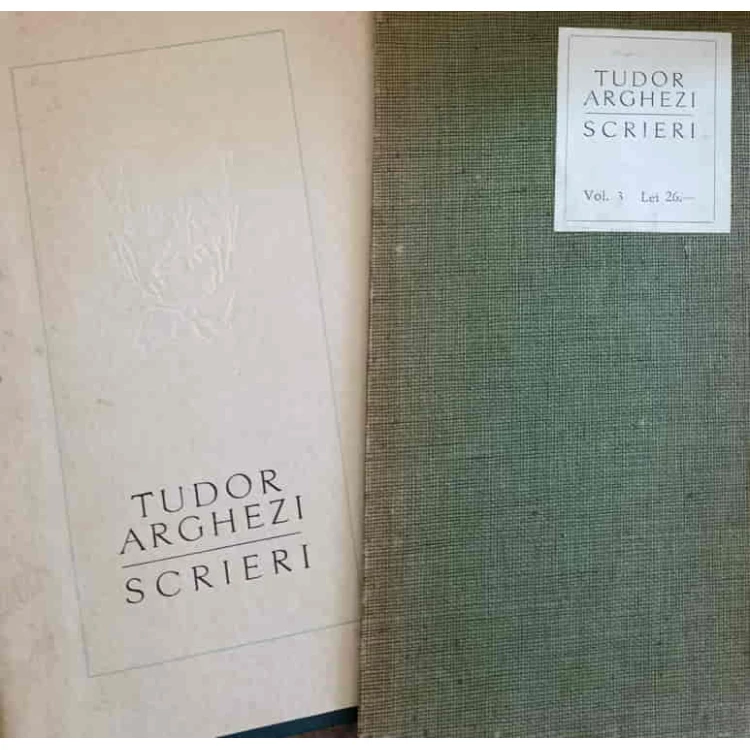 TUDOR
ARGHEZI
SCRIERI
TUDOR
ARGHEZI
SCRIERI
Vol. 3 Lei 26.—